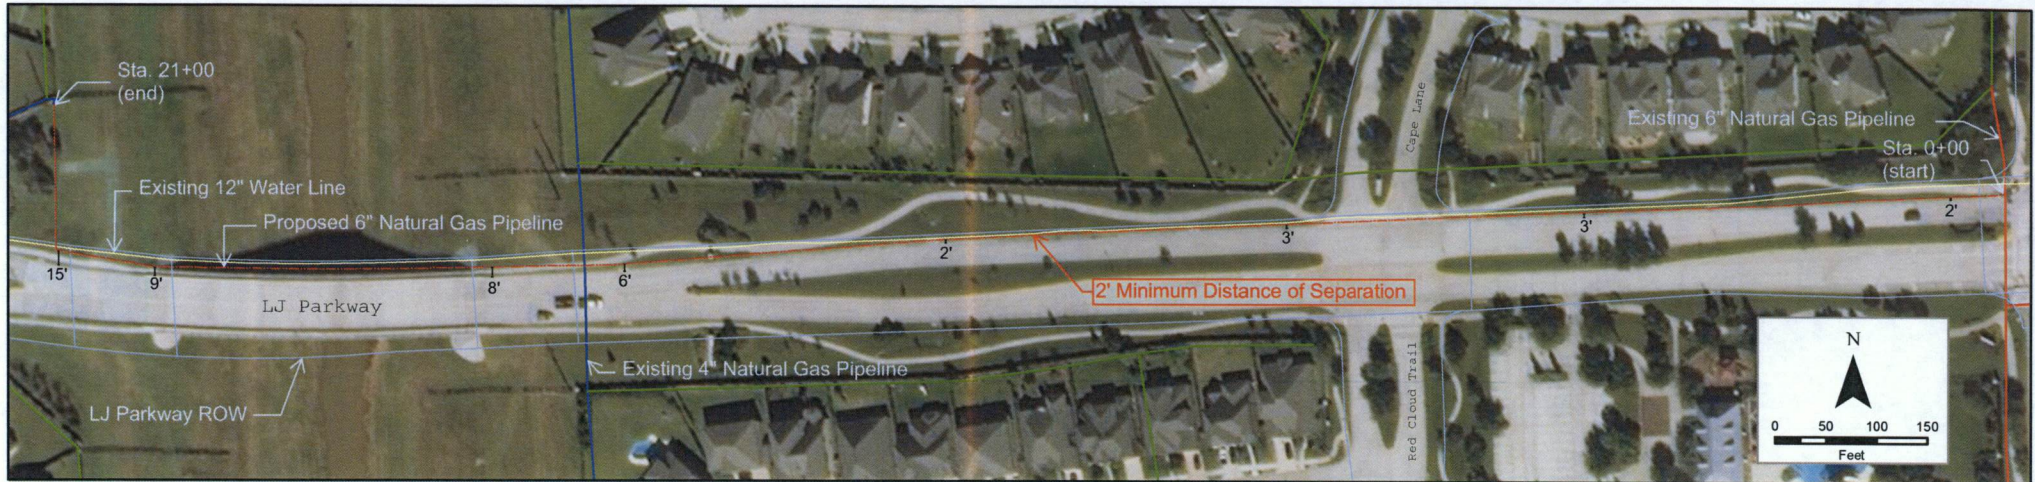 Sta. 21+00
(end)
Existing 12" Water Line
Proposed 6" Natural Gas Pipeline
15'
9'
8'
6'
2'
3'
3'
2'
LJ Parkway
LJ Parkway ROW
Existing 4" Natural Gas Pipeline
2' Minimum Distance of Separation
Cape Lane
Red Cloud Trail
Existing 6" Natural Gas Pipeline
Sta. 0+00
(start)
N
0 50 100 150
Feet